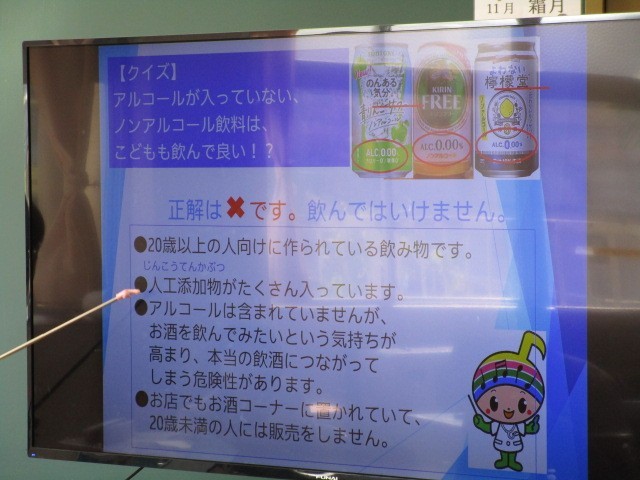 11月 霜月
【クイズ】
アルコールが入っていない、
ノンアルコール飲料は、
こどもも飲んで良い！？
のんある
気分
ALC.0.00
KIRIN
FREE
ALC.0.00%
よわない
檸檬堂
ALC.0.00%
正解は✖です。飲んではいけません。
●20歳以上の人向けに作られている飲み物です。
じんこうてんかぶつ
●人工添加物がたくさん入っています。
●アルコールは含まれていませんが、
お酒を飲んでみたいという気持ちが
高まり、本当の飲酒につながって
しまう危険性があります。
●お店でもお酒コーナーに置かれていて、
20歳未満の人には販売をしません。
FUNAI